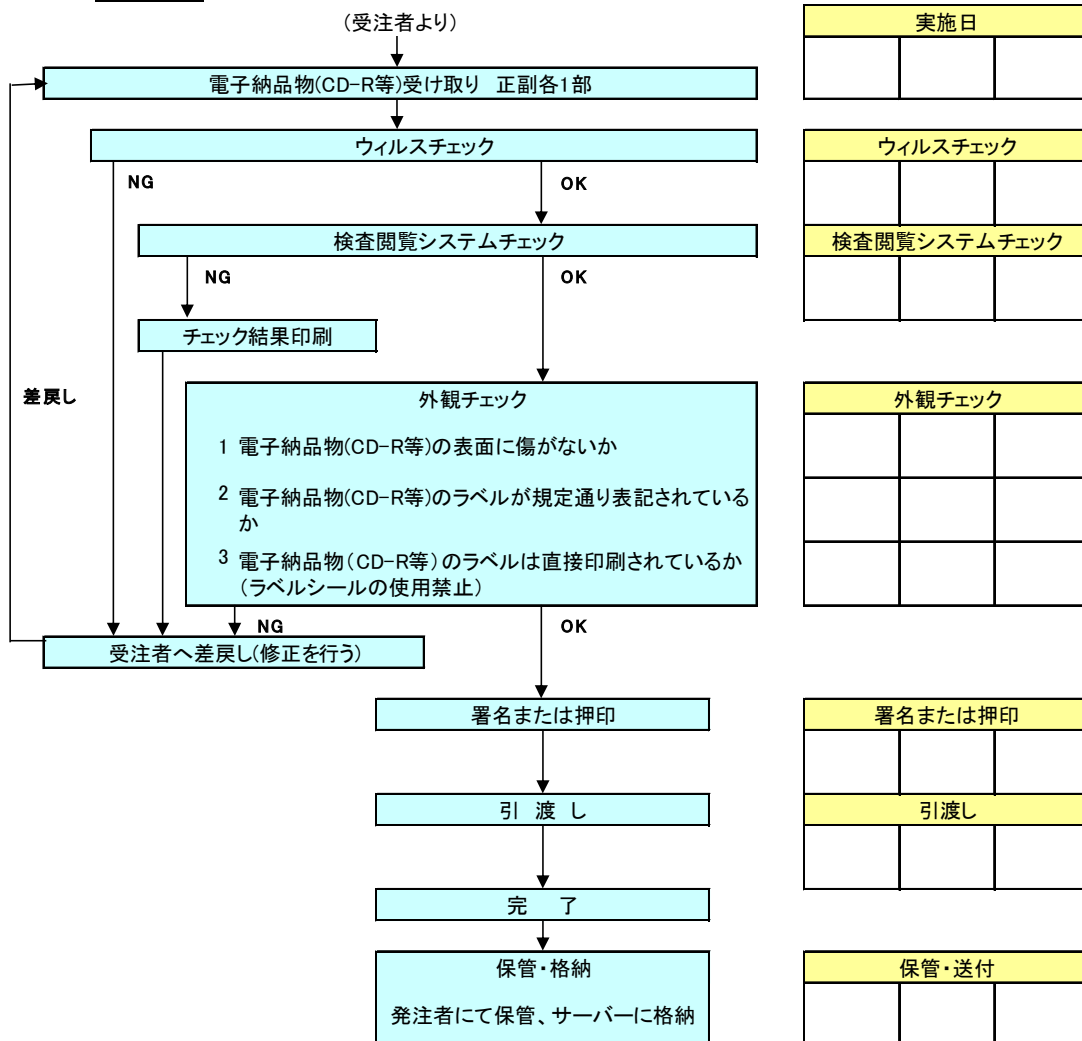 (受注者より)
実施日
電子納品物(CD-R等)受け取り 正副各1部
ウィルスチェック
ウィルスチェック
NG
OK
検査閲覧システムチェック
検査閲覧システムチェック
NG
OK
チェック結果印刷
差戻し
外観チェック
外観チェック
1 電子納品物(CD-R等)の表面に傷がないか
2 電子納品物(CD-R等)のラベルが規定通り表記されている
か
3 電子納品物(CD-R等)のラベルは直接印刷されているか
(ラベルシールの使用禁止)
NG
OK
受注者へ差戻し(修正を行う)
署名または押印
署名または押印
引 渡 し
引渡し
完 了
保管・格納
保管・送付
発注者にて保管、サーバーに格納